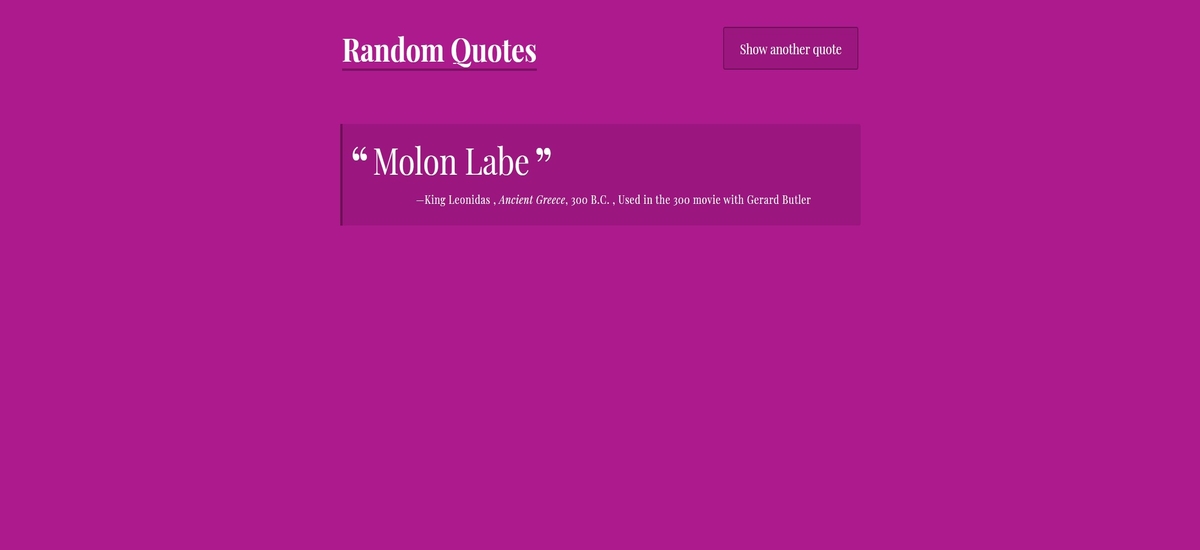 Random Quotes
Show another quote
“ Molon Labe ”
—King Leonidas , Ancient Greece, 300 B.C. , Used in the 300 movie with Gerard Butler